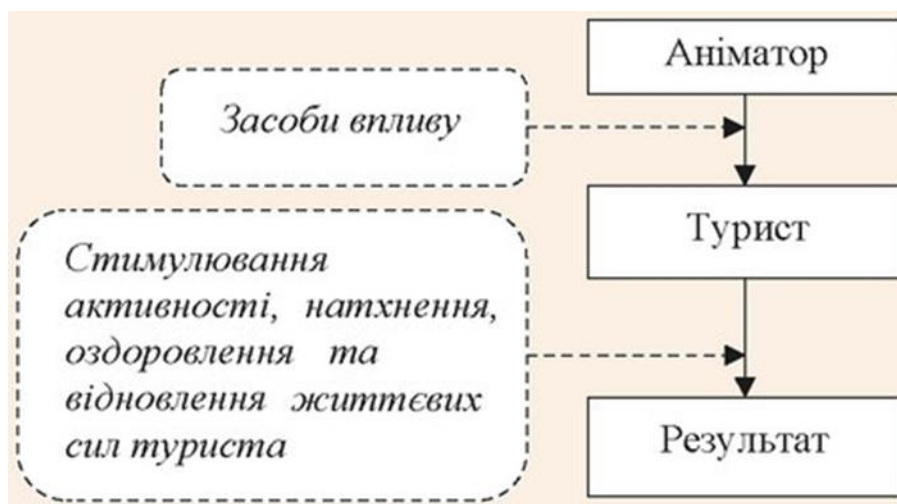 Аніматор
Засоби впливу
Турист
Стимулювання
активності, натхнення,
оздоровлення та
відновлення життєвих
сил туриста
Результат